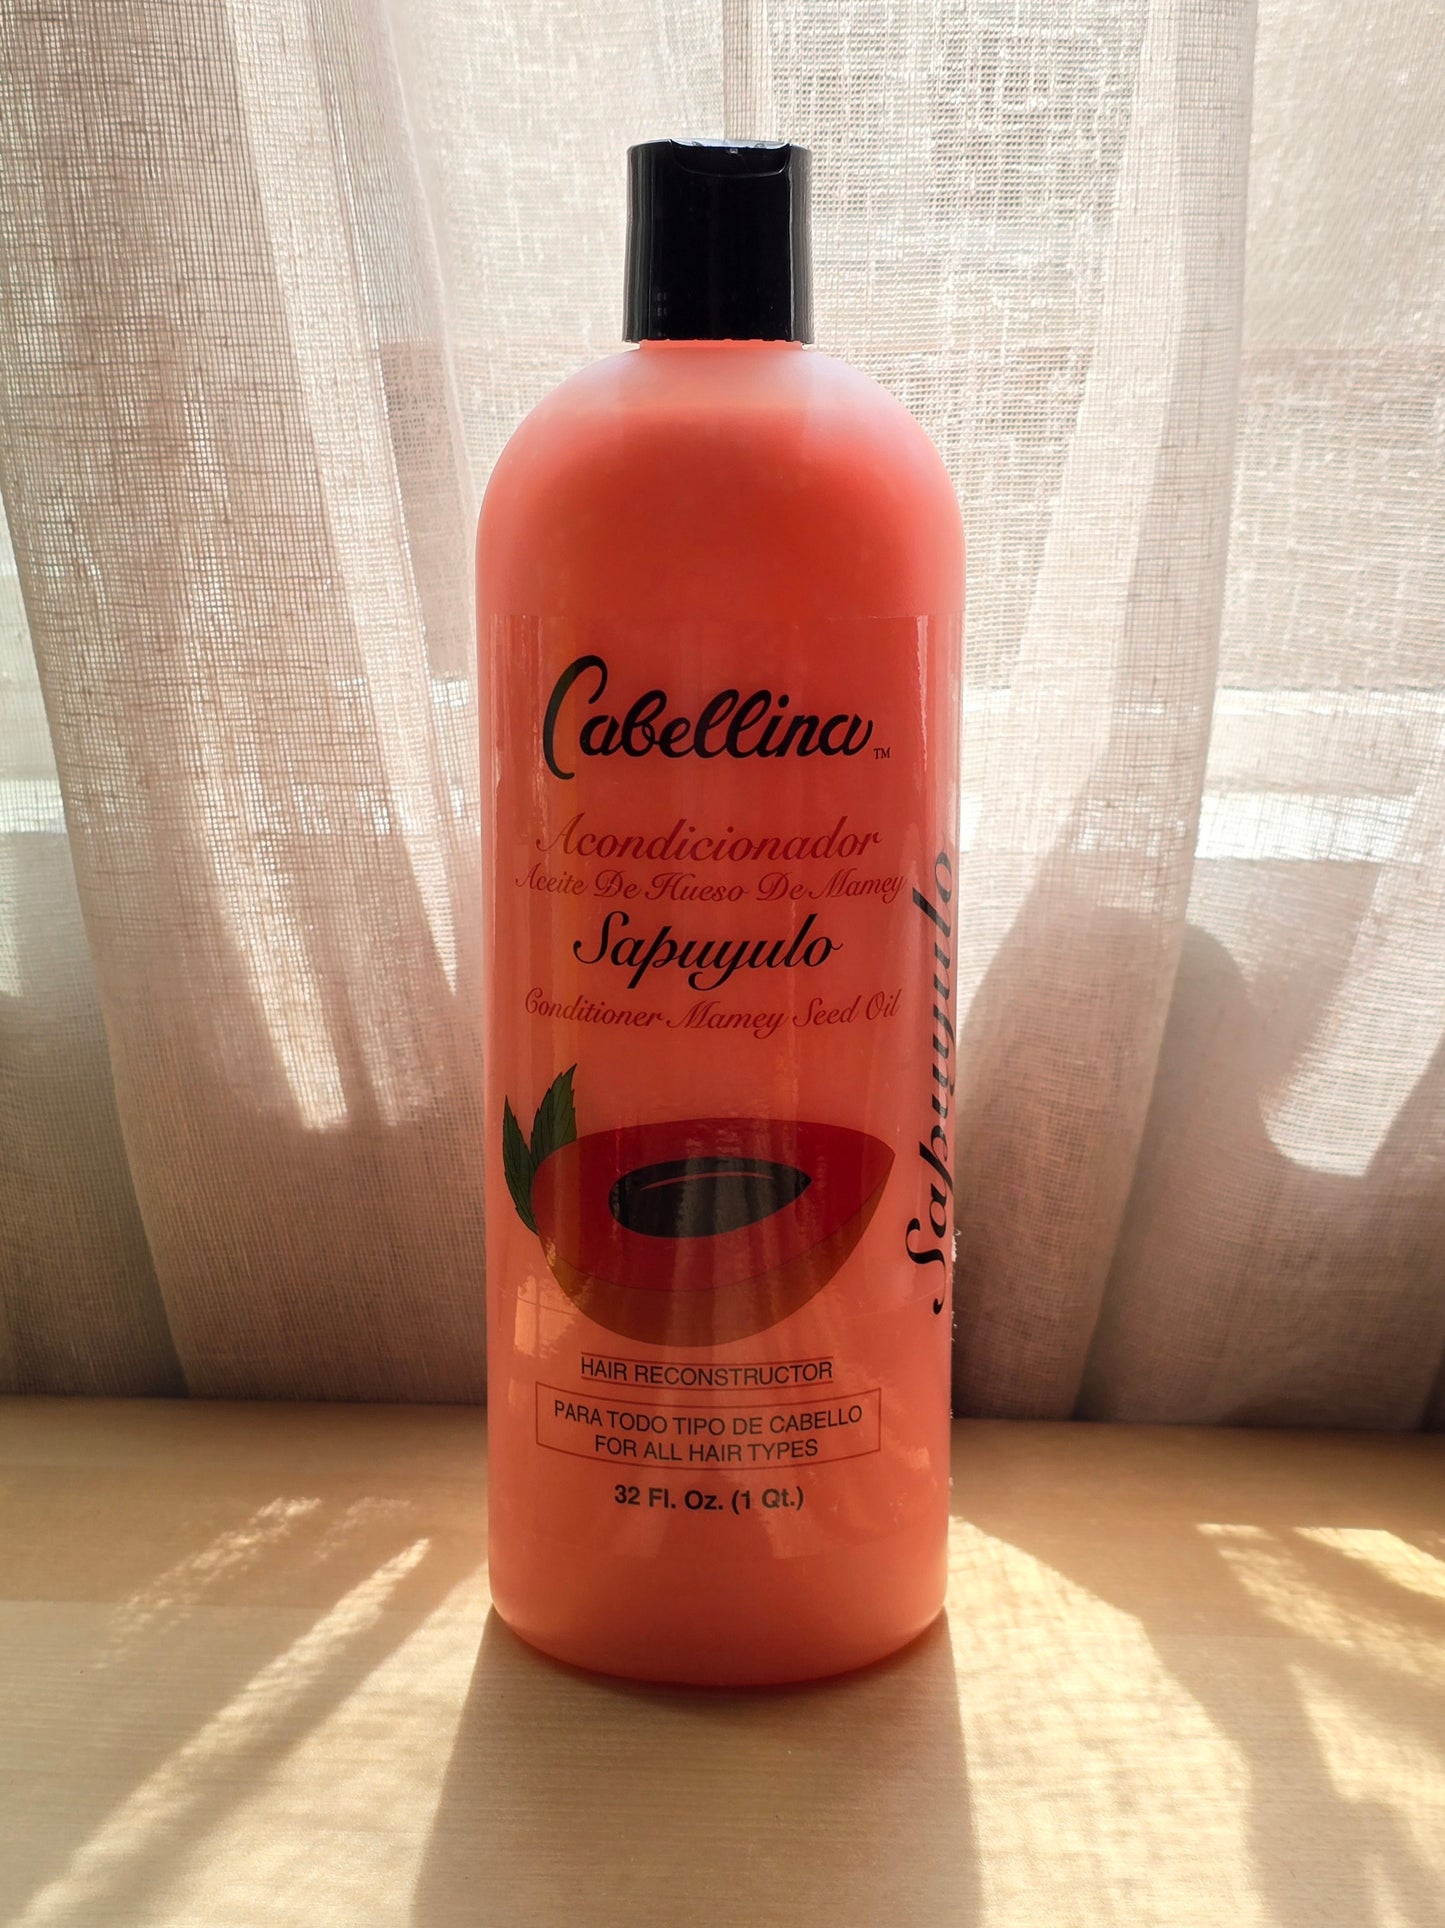 Cabellina™
Acondicionador
Aceite De Hueso De Mamey
Sapuyulo
Conditioner Mamey Seed Oil
Sapuyulo
HAIR RECONSTRUCTOR
PARA TODO TIPO DE CABELLO
FOR ALL HAIR TYPES
32 Fl. Oz. (1 Qt.)